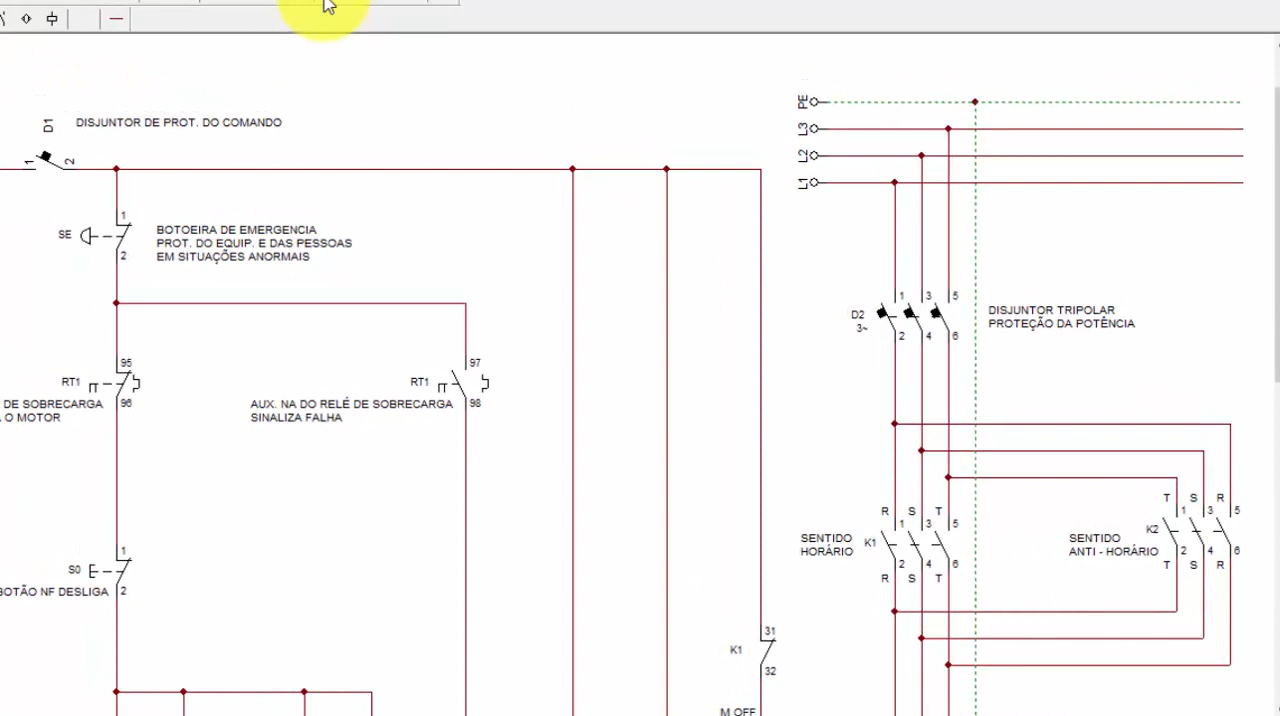 D1
DISJUNTOR DE PROT. DO COMANDO
1
2
SE
1
2
BOTOEIRA DE EMERGENCIA
PROT. DO EQUIP. E DAS PESSOAS
EM SITUAÇÕES ANORMAIS
RT1
95
96
DE SOBRECARGA
O MOTOR
RT1
97
98
AUX. NA DO RELÉ DE SOBRECARGA
SINALIZA FALHA
S0
1
2
BOTÃO NF DESLIGA
K1
31
32
M OFF
PE
L3
L2
L1
D2
3~
1 3 5
2 4 6
DISJUNTOR TRIPOLAR
PROTEÇÃO DA POTÊNCIA
R S T
1 3 5
SENTIDO
HORÁRIO
K1
2 4 6
R S T
T S R
1 3 5
SENTIDO
ANTI - HORÁRIO
K2
2 4 6
T S R